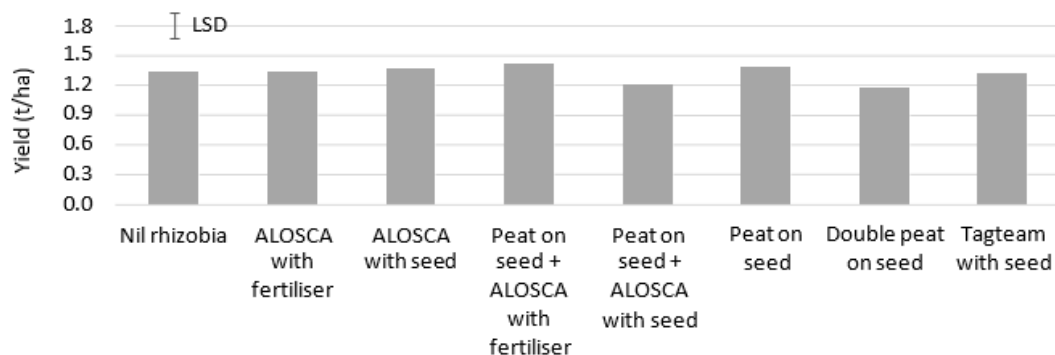 LSD
Yield (t/ha)
1.8
1.5
1.2
0.9
0.6
0.3
0.0
Nil rhizobia
ALOSCA
with
fertiliser
ALOSCA
with seed
Peat on
seed +
ALOSCA
with
fertiliser
Peat on
seed +
ALOSCA
with seed
Peat on
seed
Double peat
on seed
Tagteam
with seed